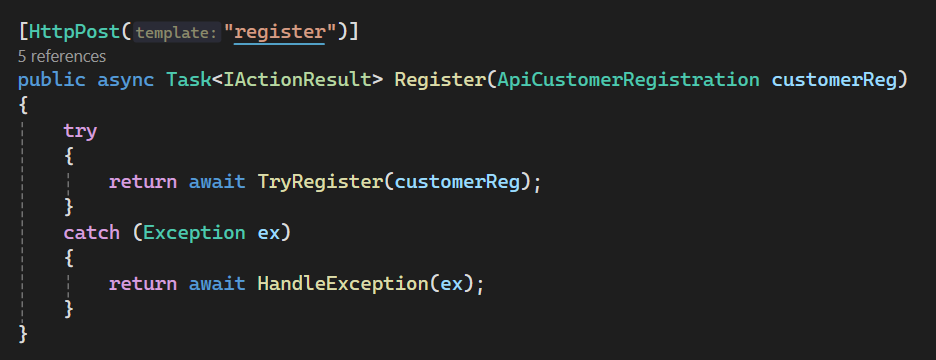 [HttpPost(template:"register")]
5 references
public async Task<IActionResult> Register(ApiCustomerRegistration customerReg)
{
try
{
return await TryRegister(customerReg);
}
catch (Exception ex)
{
return await HandleException(ex);
}
}